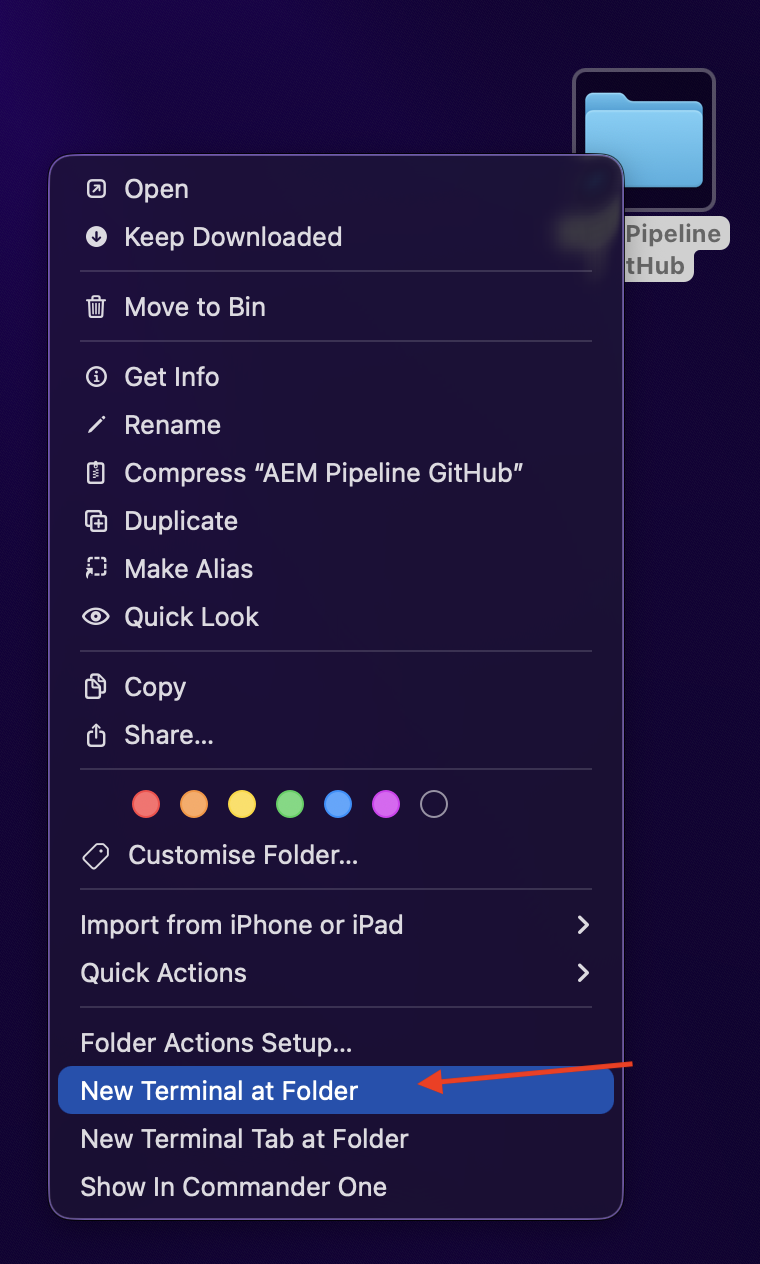 Pipeline
tHub
Open
Keep Downloaded
Move to Bin
Get Info
Rename
Compress “AEM Pipeline GitHub”
Duplicate
Make Alias
Quick Look
Copy
Share...
Customise Folder...
Import from iPhone or iPad
Quick Actions
Folder Actions Setup...
New Terminal at Folder
New Terminal Tab at Folder
Show In Commander One